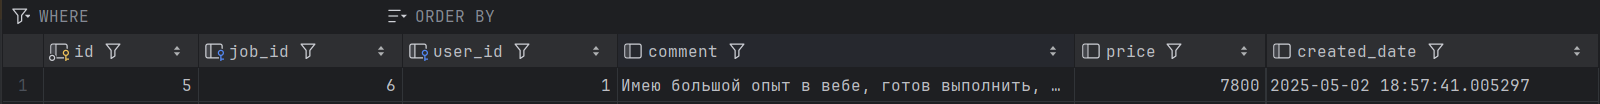 WHERE ORDER BY
id job_id user_id comment price created_date
1 5 6 1 Имею большой опыт в вебе, готов выполнить, … 7800 2025-05-02 18:57:41.005297